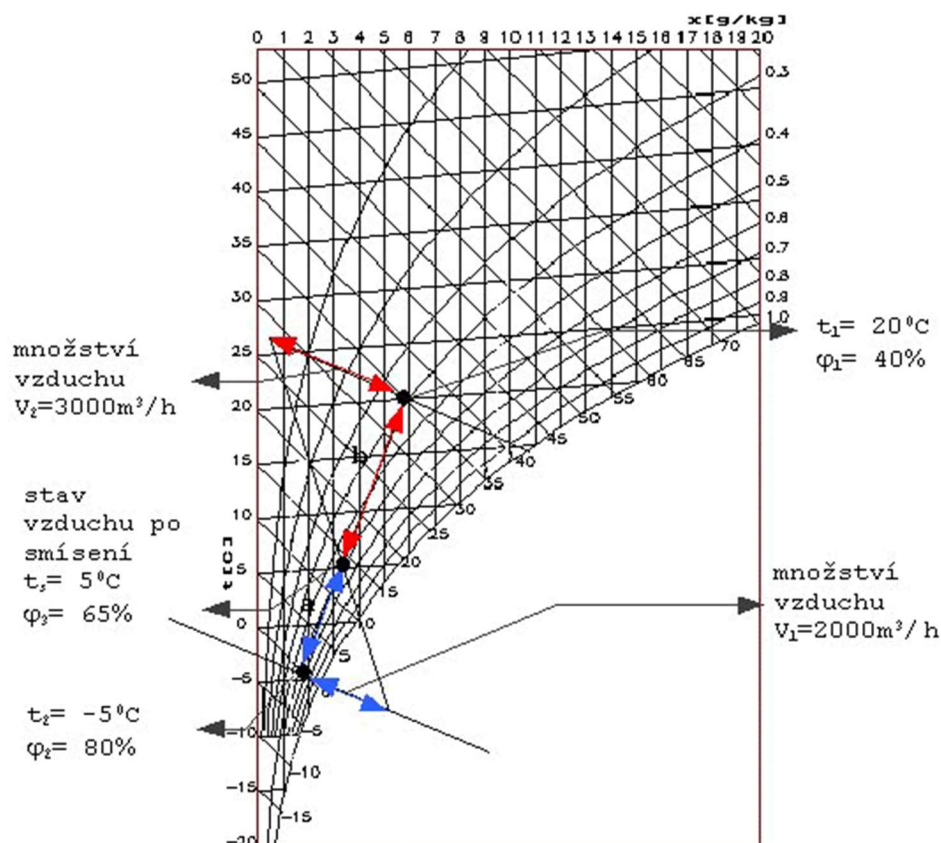 x[g/kg]
0 1 2 3 4 5 6 7 8 9 10 11 12 13 14 15 16 17 18 19 20
50
45
40
35
30
25
20
15
10
5
0
-5
-10
-15
-20
t[C]
0.3
0.4
0.5
0.6
0.7
0.8
0.9
1.0
70
65
60
55
50
45
40
35
30
25
20
15
0
5
0
-5
-10
-15
b
a
t₁= 20⁰C
φ₁= 40%
množství
vzduchu
V₂=3000m³/h
stav
vzduchu po
smísení
tₛ= 5⁰C
φ₃= 65%
množství
vzduchu
V₁=2000m³/h
t₂= -5⁰C
φ₂= 80%